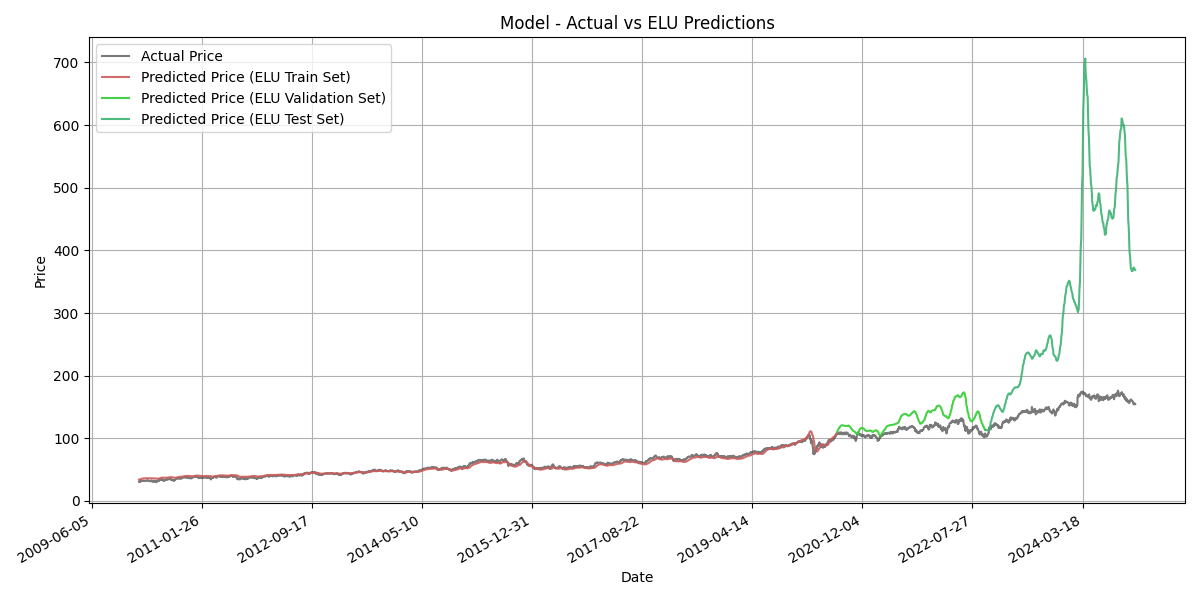 Model - Actual vs ELU Predictions
Actual Price
Predicted Price (ELU Train Set)
Predicted Price (ELU Validation Set)
Predicted Price (ELU Test Set)
700
600
500
400
300
200
100
0
Price
2009-06-05
2011-01-26
2012-09-17
2014-05-10
2015-12-31
2017-08-22
2019-04-14
2020-12-04
2022-07-27
2024-03-18
Date